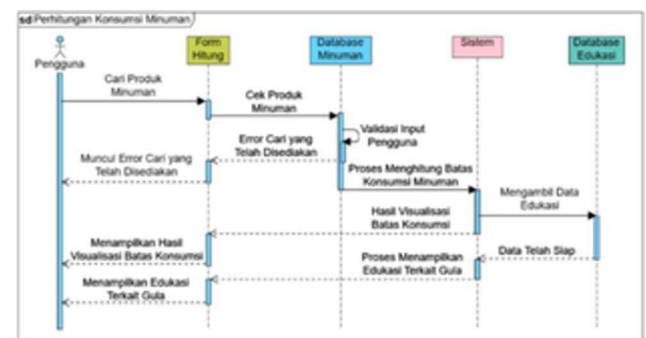 sd Perhitungan Konsumsi Minuman
Pengguna
Form
Hitung
Database
Minuman
Sistem
Database
Edukasi
Cari Produk
Minuman
Cek Produk
Minuman
Validasi Input
Pengguna
Error Cari yang
Telah Disediakan
Muncul Error Cari yang
Telah Disediakan
Proses Menghitung Batas
Konsumsi Minuman
Mengambil Data
Edukasi
Hasil Visualisasi
Batas Konsumsi
Menampilkan Hasil
Visualisasi Batas Konsumsi
Data Telah Siap
Proses Menampilkan
Edukasi Terkait Gula
Menampilkan Edukasi
Terkait Gula